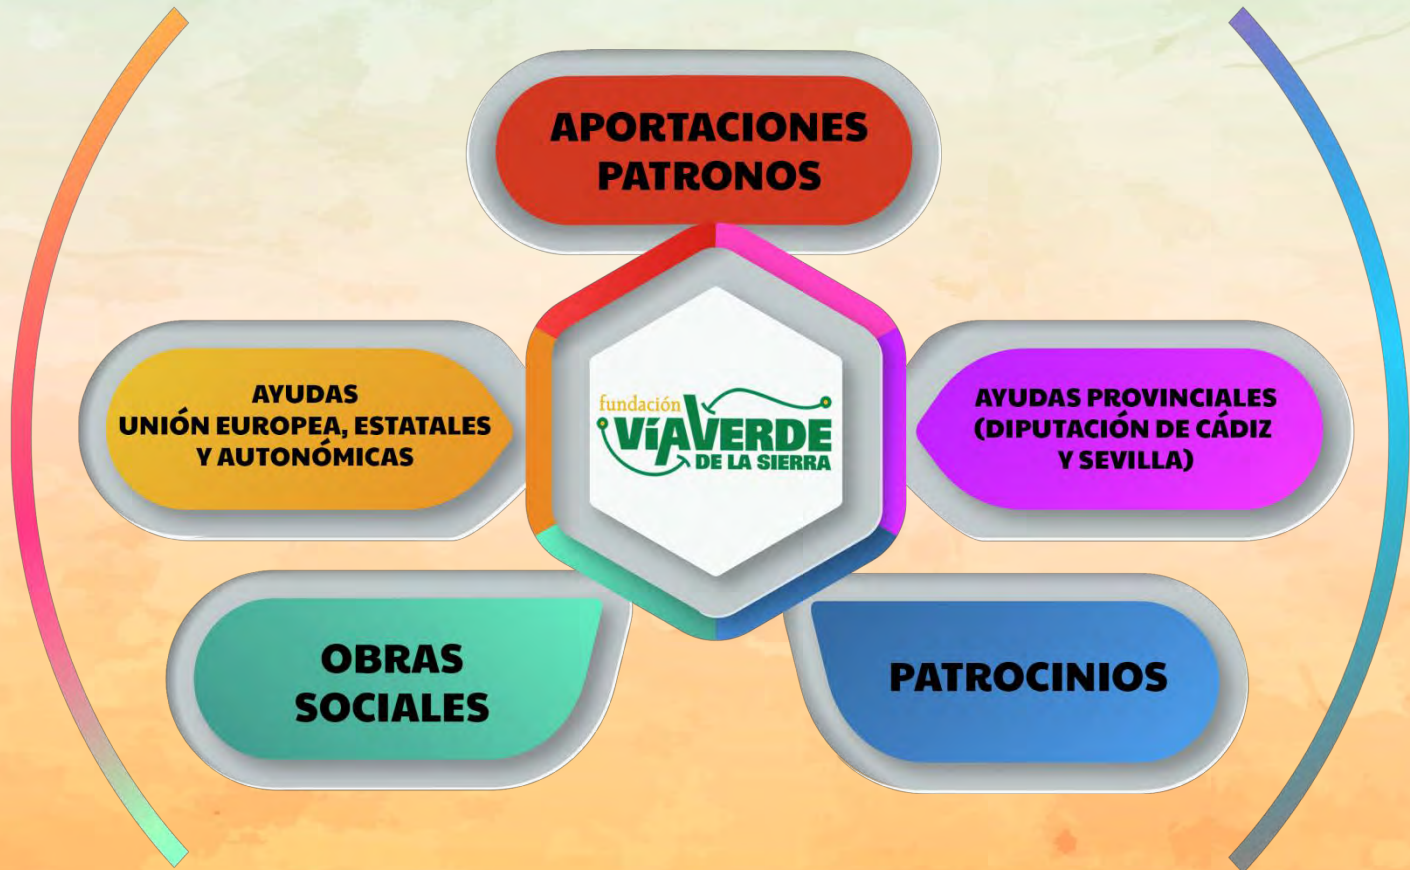 APORTACIONES
PATRONOS
AYUDAS
UNIÓN EUROPEA, ESTATALES
Y AUTONÓMICAS
fundación
VíAVERDE
DE LA SIERRA
AYUDAS PROVINCIALES
(DIPUTACIÓN DE CÁDIZ
Y SEVILLA)
OBRAS
SOCIALES
PATROCINIOS